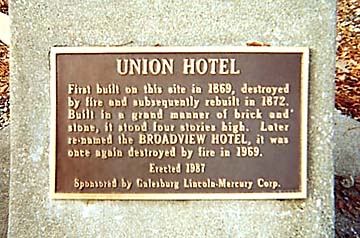 UNION HOTEL
First built on this site in 1869, destroyed
by fire and subsequently rebuilt in 1872.
Built in a grand manner of brick and
stone, it stood four stories high. Later
re-named the BROADVIEW HOTEL, it was
once again destroyed by fire in 1969.
Erected 1987
Sponsored by Galesburg Lincoln-Mercury Corp.